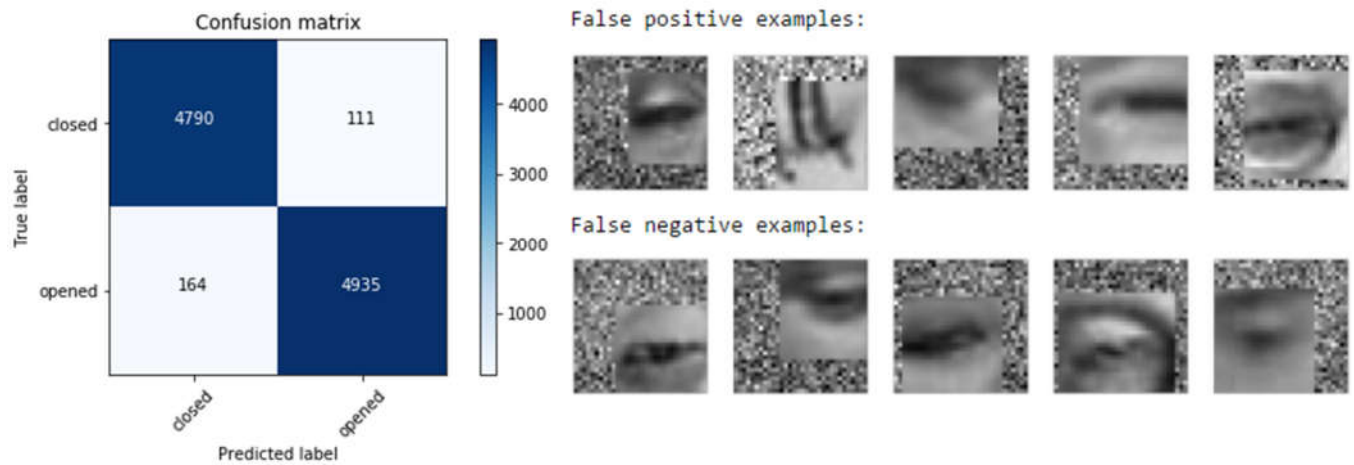 Confusion matrix
closed
4790
111
opened
164
4935
True label
closed
opened
Predicted label
4000
3000
2000
1000
False positive examples:
False negative examples: